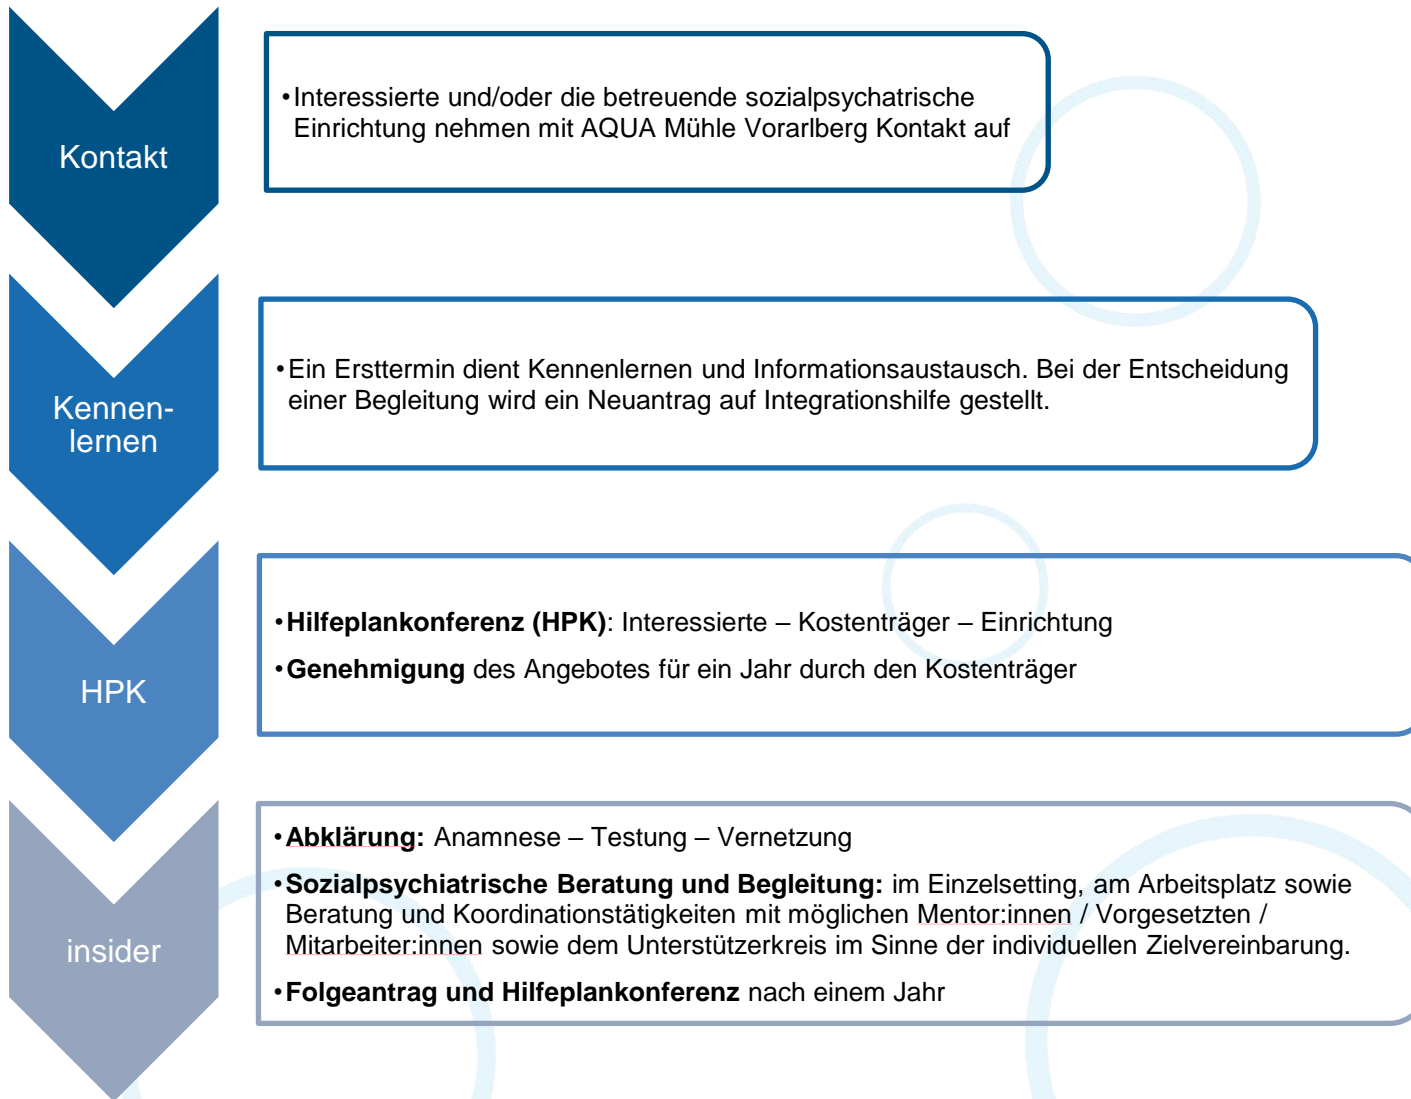 Kontakt
•Interessierte und/oder die betreuende sozialpsychatrische
Einrichtung nehmen mit AQUA Mühle Vorarlberg Kontakt auf
Kennen-
lernen
•Ein Ersttermin dient Kennenlernen und Informationsaustausch. Bei der Entscheidung
einer Begleitung wird ein Neuantrag auf Integrationshilfe gestellt.
HPK
•Hilfeplankonferenz (HPK): Interessierte – Kostenträger – Einrichtung
•Genehmigung des Angebotes für ein Jahr durch den Kostenträger
insider
•Abklärung: Anamnese – Testung – Vernetzung
•Sozialpsychiatrische Beratung und Begleitung: im Einzelsetting, am Arbeitsplatz sowie
Beratung und Koordinationstätigkeiten mit möglichen Mentor:innen / Vorgesetzten /
Mitarbeiter:innen sowie dem Unterstützerkreis im Sinne der individuellen Zielvereinbarung.
•Folgeantrag und Hilfeplankonferenz nach einem Jahr